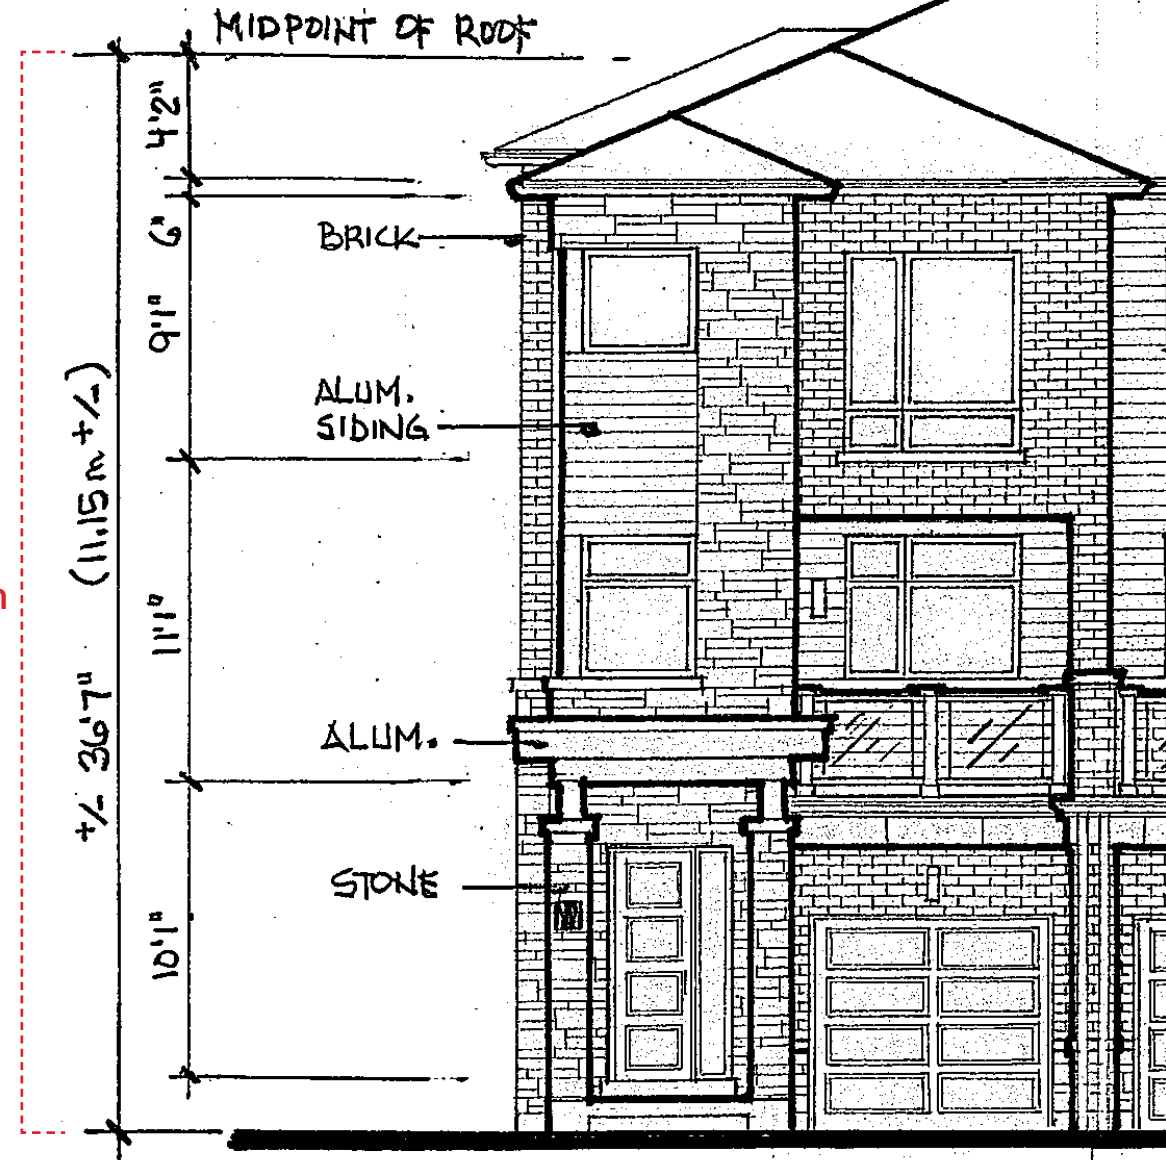 MIDPOINT OF ROOF
4'2"
6"
BRICK
9'1"
ALUM.
SIDING
+/- 36'7" (11.15m +/-)
11'1"
ALUM.
STONE
10'1"